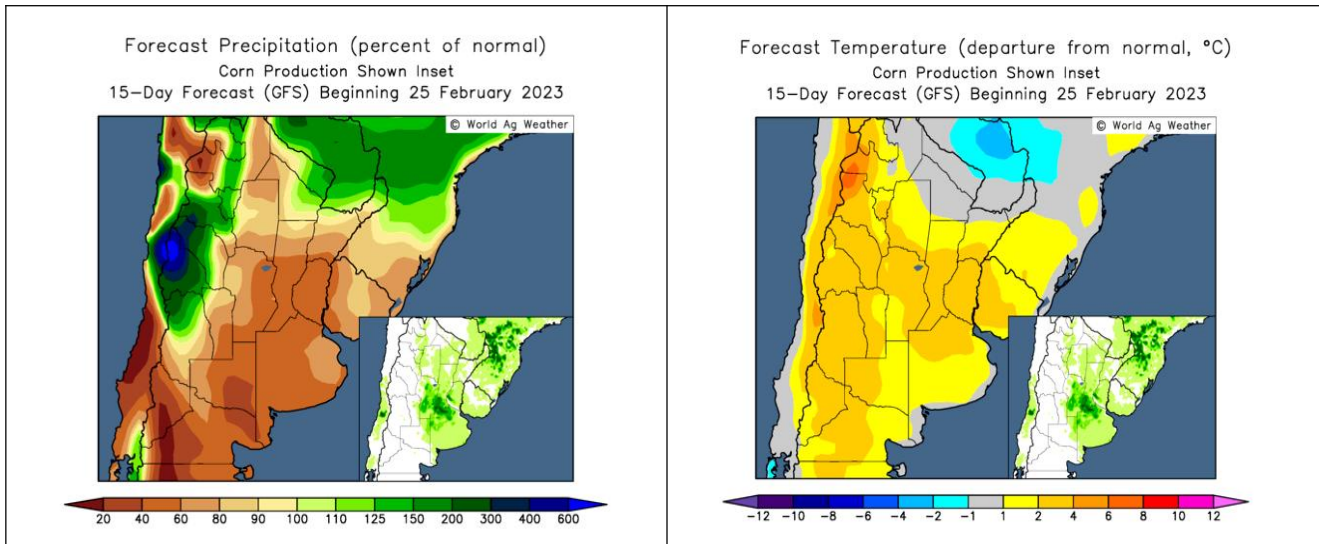 Forecast Precipitation (percent of normal)
Corn Production Shown Inset
15-Day Forecast (GFS) Beginning 25 February 2023
© World Ag Weather
20 40 60 80 90 100 110 125 150 200 300 400 600
Forecast Temperature (departure from normal, °C)
Corn Production Shown Inset
15-Day Forecast (GFS) Beginning 25 February 2023
© World Ag Weather
-12 -10 -8 -6 -4 -2 -1 1 2 4 6 8 10 12